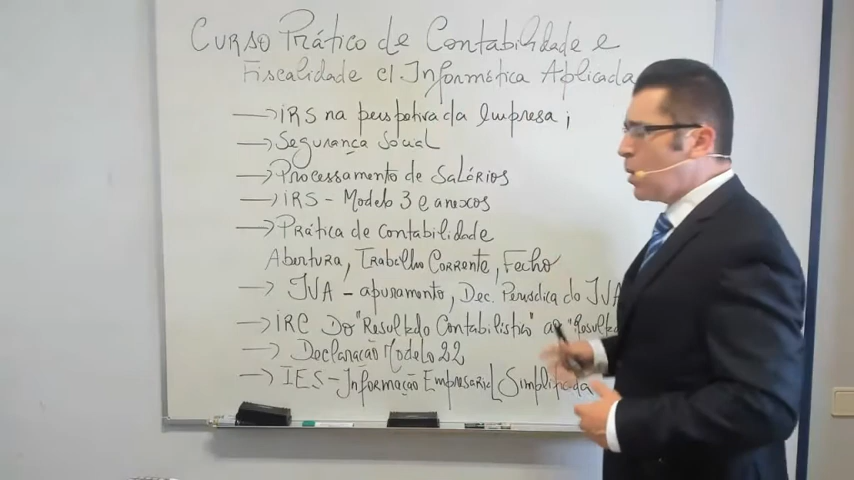 Curso Prático de Contabilidade e
Fiscalidade c/ Informática Aplicada
→ IRS na perspetiva da Empresa;
→ Segurança Social
→ Processamento de Salários
→ IRS - Modelo 3 e anexos
→ Prática de contabilidade
Abertura, Trabalho Corrente, Fecho
→ IVA - apuramento, Dec. Periódica do IVA
→ IRC Do "Resultado Contabilístico" ao
→ Declaração Modelo 22
→ IES - Informação Empresarial Simplificada